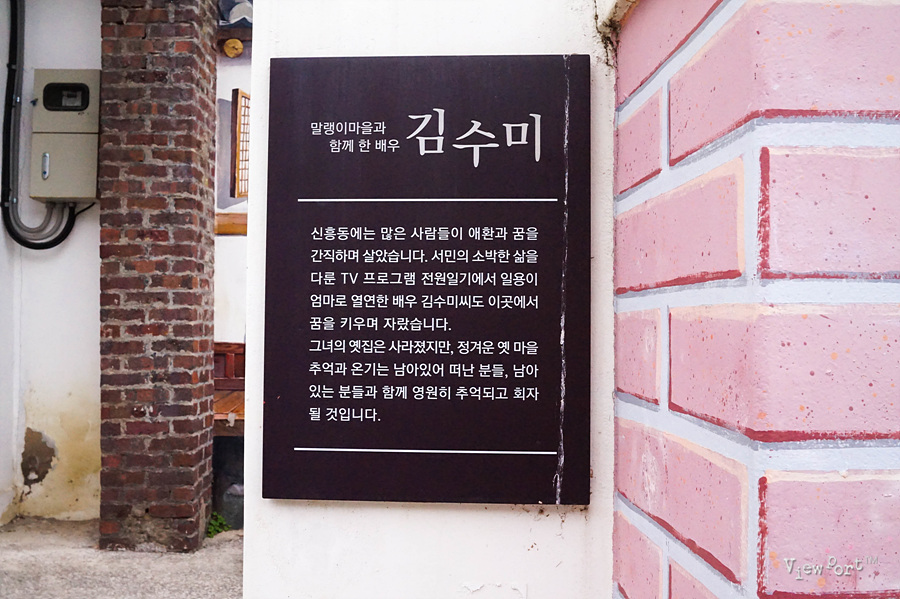 말랭이마을과
함께 한 배우 김수미
신흥동에는 많은 사람들이 애환과 꿈을
간직하며 살았습니다. 서민의 소박한 삶을
다룬 TV 프로그램 전원일기에서 일용이
엄마로 열연한 배우 김수미씨도 이곳에서
꿈을 키우며 자랐습니다.
그녀의 옛집은 사라졌지만, 정겨운 옛 마을
추억과 온기는 남아있어 떠난 분들, 남아
있는 분들과 함께 영원히 추억되고 회자
될 것입니다.
Viewport™